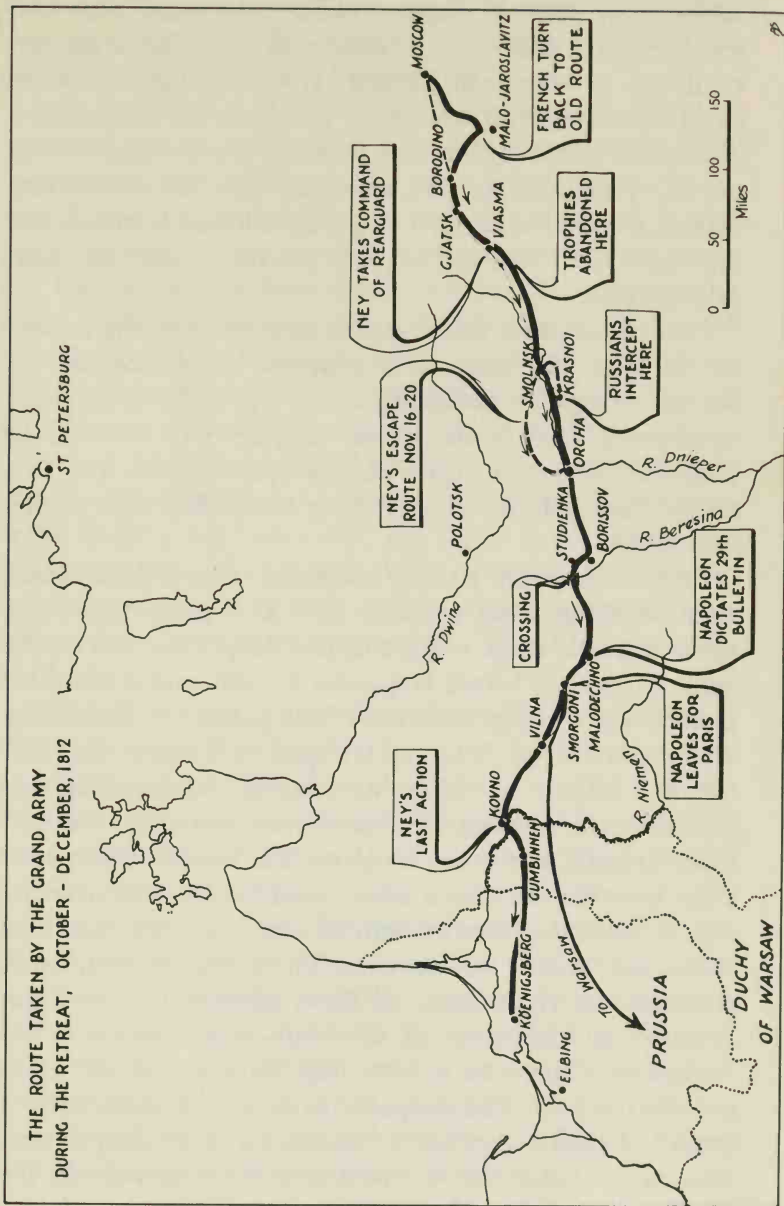 THE ROUTE TAKEN BY THE GRAND ARMY
DURING THE RETREAT, OCTOBER - DECEMBER, 1812
ST PETERSBURG
MOSCOW
BORODINO
MALO-JAROSLAVITZ
FRENCH TURN
BACK TO
OLD ROUTE
GJATSK
VIASMA
NEY TAKES COMMAND
OF REARGUARD
TROPHIES
ABANDONED
HERE
NEY'S ESCAPE
ROUTE NOV. 16-20
SMOLNSK
KRASNOI
RUSSIANS
INTERCEPT
HERE
ORCHA
R. Dnieper
POLOTSK
R. Dwina
STUDIENKA
BORISSOV
R. Beresina
CROSSING
NAPOLEON
DICTATES 29th
BULLETIN
MALODECHNO
SMORGONI
NAPOLEON
LEAVES FOR
PARIS
VILNA
R. Niemen
KOVNO
NEY'S
LAST ACTION
GUMBINNEN
KOENIGSBERG
ELBING
TO Warsaw
PRUSSIA
DUCHY
OF WARSAW
0 50 100 150
Miles